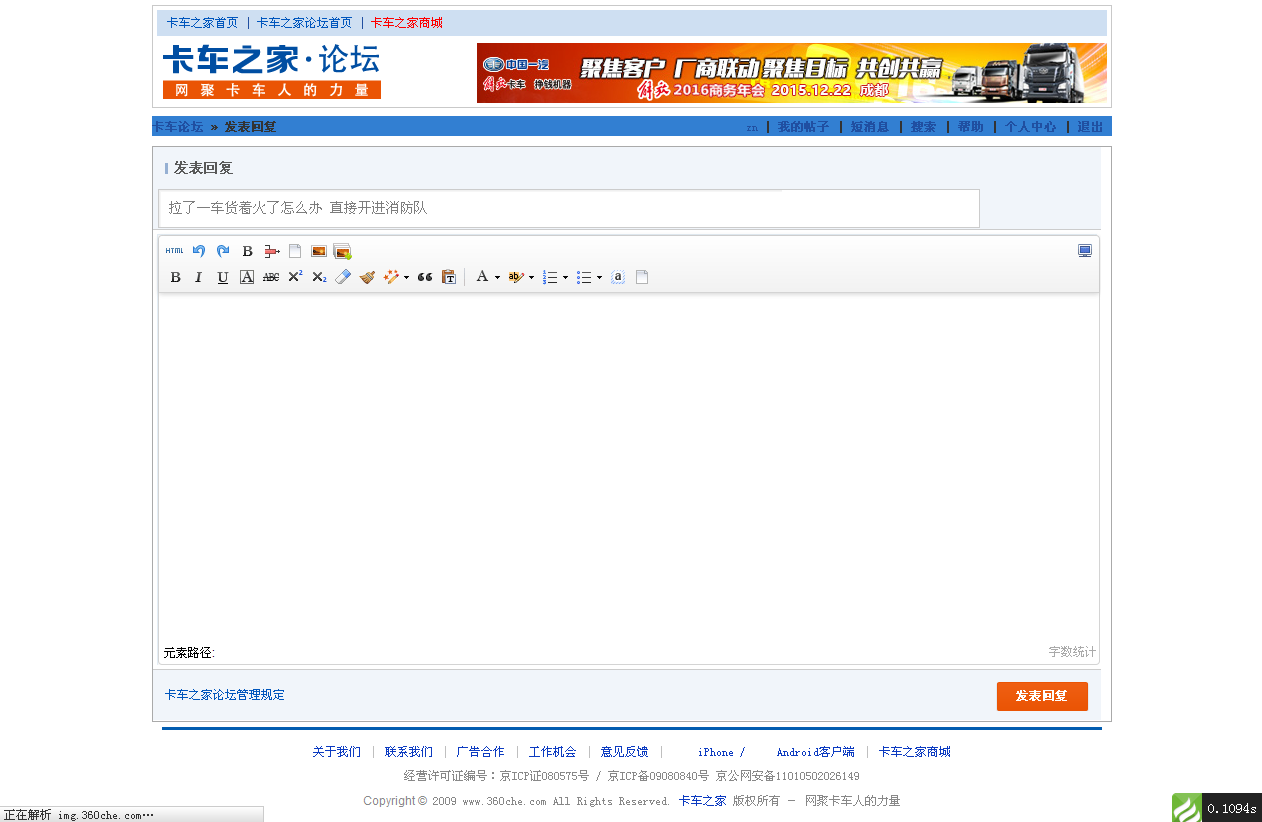 卡车之家首页 | 卡车之家论坛首页 | 卡车之家商城
卡车之家·论坛
网聚卡车人的力量
中国一汽
解放卡车 挣钱机器
聚焦客户 厂商联动 聚焦目标 共创共赢
解放 2016商务年会 2015.12.22 成都
卡车论坛 » 发表回复
zzn | 我的帖子 | 短消息 | 搜索 | 帮助 | 个人中心 | 退出
发表回复
拉了一车货着火了怎么办 直接开进消防队
HTML B
B I U A ABC X² X₂ T A ab a
元素路径:
字数统计
卡车之家论坛管理规定
发表回复
关于我们 | 联系我们 | 广告合作 | 工作机会 | 意见反馈 | iPhone / Android客户端 | 卡车之家商城
经营许可证编号：京ICP证080575号 / 京ICP备09080840号 京公网安备11010502026149
Copyright © 2009 www.360che.com All Rights Reserved. 卡车之家 版权所有 － 网聚卡车人的力量
正在解析 img.360che.com…
0.1094s